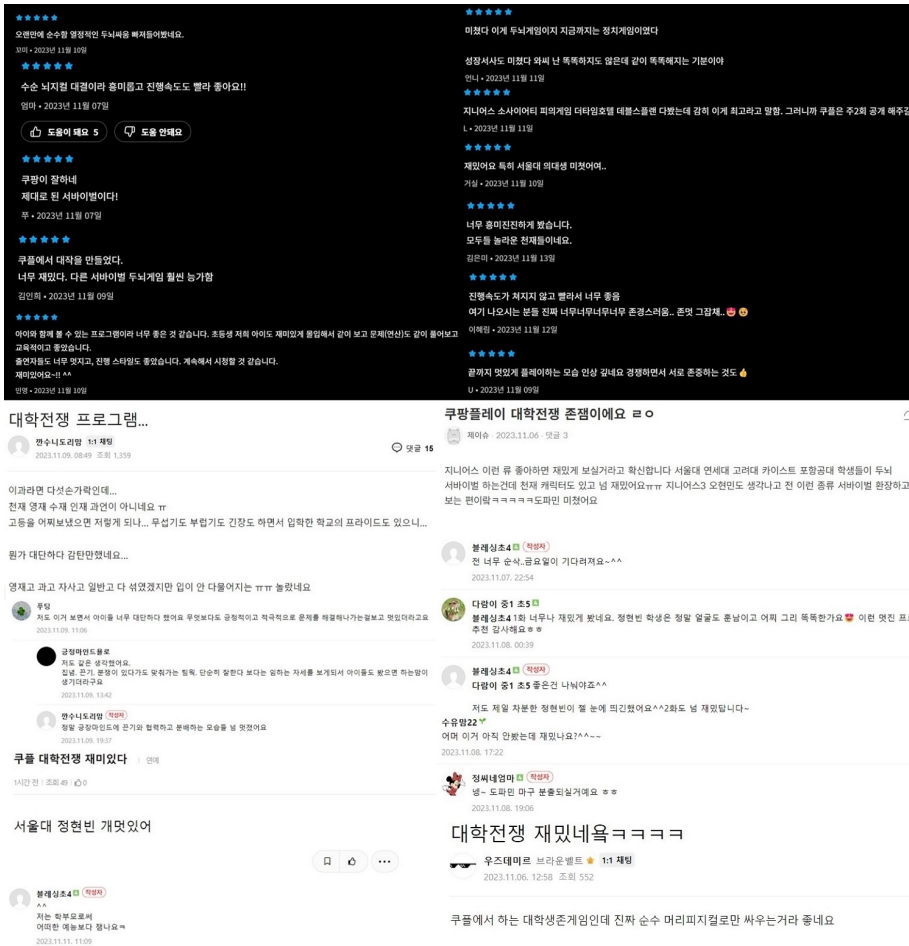 오랜만에 순수함 열정적인 두뇌싸움 빠져들어봤네요.
꼬미 • 2023년 11월 10일
수순 뇌지컬 대결이라 흥미롭고 진행속도도 빨라 좋아요!!
엄마 • 2023년 11월 07일
도움이 돼요 5
도움 안돼요
쿠팡이 잘하네
제대로 된 서바이벌이다!
쭈 • 2023년 11월 07일
쿠플에서 대작을 만들었다.
너무 재밌다. 다른 서바이벌 두뇌게임 훨씬 능가함
김인희 • 2023년 11월 09일
아이와 함께 볼 수 있는 프로그램이라 너무 좋은 것 같습니다. 초등생 저희 아이도 재미있게 몰입해서 같이 보고 문제(연산)도 같이 풀어보고
교육적이고 좋았습니다.
출연자들도 너무 멋지고, 진행 스타일도 좋았습니다. 계속해서 시청할 것 같습니다.
재미있어요~!! ^^
민영 • 2023년 11월 10일
미쳤다 이게 두뇌게임이지 지금까지는 정치게임이였다
성장서사도 미쳤다 와씨 난 똑똑하지도 않은데 같이 똑똑해지는 기분이야
언니 • 2023년 11월 11일
지니어스 소사이어티 피의게임 더타임호텔 데블스플랜 다봤는데 감히 이게 최고라고 말함. 그러니까 쿠플은 주2회 공개 해주길
L • 2023년 11월 11일
재밌어요 특히 서울대 의대생 미쳣어여..
거실 • 2023년 11월 10일
너무 흥미진진하게 봤습니다.
모두들 놀라운 천재들이네요.
김은미 • 2023년 11월 13일
진행속도가 쳐지지 않고 빨라서 너무 좋음
여기 나오시는 분들 진짜 너무너무너무너무 존경스러움.. 존멋 그잡채..😍🥹
이혜림 • 2023년 11월 12일
끝까지 멋있게 플레이하는 모습 인상 깊네요 경쟁하면서 서로 존중하는 것도👍
U • 2023년 11월 09일
대학전쟁 프로그램...
깐수니도리맘 1:1 채팅
2023.11.09. 08:49 조회 1,359
댓글 15
이과라면 다섯손가락인데...
천재 영재 수재 인재 과언이 아니네요 ㅠ
고등을 어찌보냈으면 저렇게 되나... 무섭기도 부럽기도 긴장도 하면서 입학한 학교의 프라이드도 있으니...
뭔가 대단하다 감탄만했네요...
영재고 과고 자사고 일반고 다 섞였겠지만 입이 안 다물어지는 ㅠㅠ 놀랐네요
푸딩
저도 이거 보면서 아이들 너무 대단하다 했어요 무엇보다도 긍정적이고 적극적으로 문제를 해결해나가는걸보고 멋있더라고요
2023.11.09. 11:06
긍정마인드욜로
저도 같은 생각했어요.
집념, 끈기, 분쟁이 있다가도 맞춰가는 팀웍, 단순히 잘한다 보다는 임하는 자세를 보게되서 아이들도 봤으면 하는맘이
생기더라구요
2023.11.09. 13:42
깐수니도리맘 작성자
정말 긍정마인드에 끈기와 협력하고 분배하는 모습을 넘 멋졌어요
2023.11.09. 19:37
쿠플 대학전쟁 재미있다 연예
1시간 전 조회 49 0
서울대 정현빈 개멋있어
블레싱초4 작성자
^^
저는 학부모로써
어떠한 예능보다 잼나요ㅋ
2023.11.11. 11:09
쿠팡플레이 대학전쟁 존잼이에요 ㄹㅇ
제이슈 · 2023.11.06 · 댓글 3
지니어스 이런 류 좋아하면 재밌게 보실거라고 확신합니다 서울대 연세대 고려대 카이스트 포항공대 학생들이 두뇌
서바이벌 하는건데 천재 캐릭터도 있고 넘 재밌어요ㅠㅠ 지니어스3 오현민도 생각나고 전 이런 종류 서바이벌 환장하고
보는 편이랔ㅋㅋㅋㅋㅋ도파민 미쳤어요
블레싱초4 작성자
전 너무 순삭..금요일이 기다려져요~^^
2023.11.07. 22:54
다람이 중1 초5
블레싱초4 1화 너무나 재밌게 봤네요. 정현빈 학생은 정말 얼굴도 훈남이고 어찌 그리 똑똑한가요😍 이런 멋진 프로
추천 감사해요ㅎㅎ
2023.11.08. 00:39
블레싱초4 작성자
다람이 중1 초5 좋은건 나눠야죠^^
저도 제일 차분한 정현빈이 젤 눈에 띄긴했어요^^2화도 넘 재밌답니다~
수유맘22
어머 이거 아직 안봤는데 재밌나요?^^~~
2023.11.08. 17:22
정씨네엄마 작성자
넹~ 도파민 마구 분출되실거예요 ㅎㅎ
2023.11.08. 19:06
대학전쟁 재밌네욬ㅋㅋㅋㅋ
우즈데미르 브라운벨트 1:1 채팅
2023.11.06. 12:58 조회 552
쿠플에서 하는 대학생존게임인데 진짜 순수 머리피지컬로만 싸우는거라 좋네요